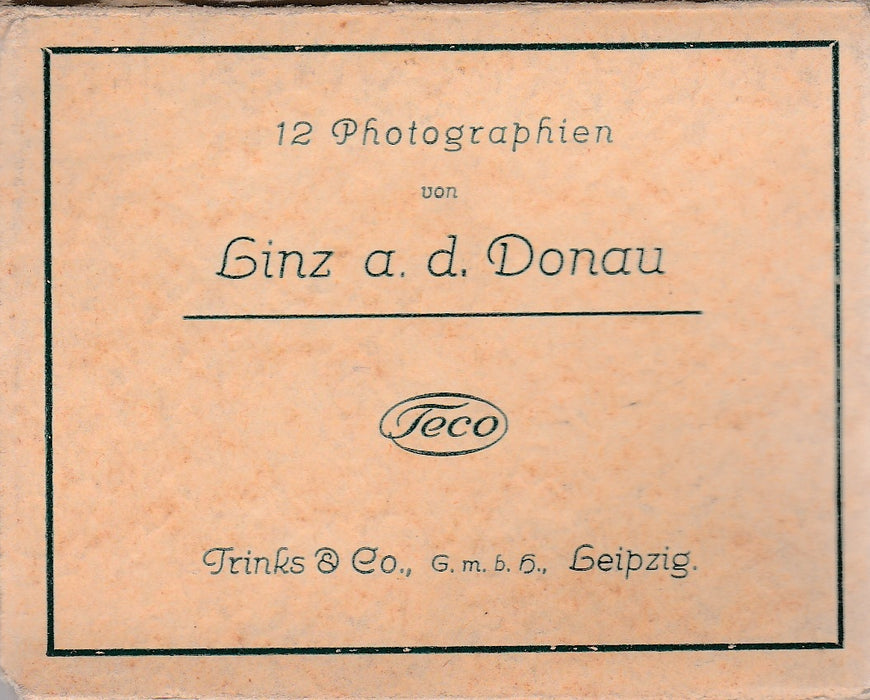 12 Photographien
von
Linz a. d. Donau
Teco
Trinks & Co., G. m. b. H., Leipzig.